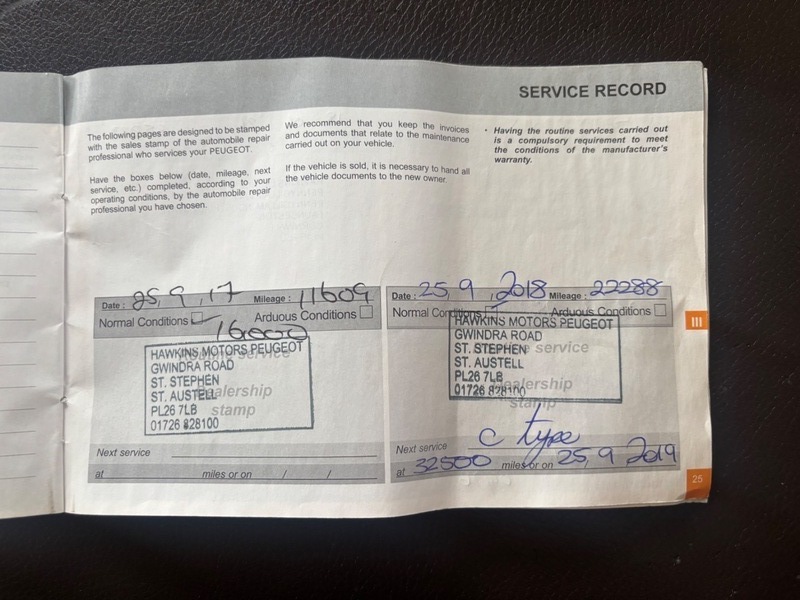 SERVICE RECORD
The following pages are designed to be stamped
with the sales stamp of the automobile repair
professional who services your PEUGEOT.
Have the boxes below (date, mileage, next
service, etc.) completed, according to your
operating conditions, by the automobile repair
professional you have chosen.
We recommend that you keep the invoices
and documents that relate to the maintenance
carried out on your vehicle.
If the vehicle is sold, it is necessary to hand all
the vehicle documents to the new owner.
• Having the routine services carried out
is a compulsory requirement to meet
the conditions of the manufacturer's
warranty.
Date : 25,9,17 Mileage : 11609
Normal Conditions Arduous Conditions
16000
HAWKINS MOTORS PEUGEOT
GWINDRA ROAD
ST. STEPHEN
ST. AUSTELL
PL26 7LB
01726 828100
service
dealership
stamp
Next service
at miles or on / /
Date : 25,9,2018 Mileage : 22288
Normal Conditions Arduous Conditions
HAWKINS MOTORS PEUGEOT
GWINDRA ROAD
ST. STEPHEN
ST. AUSTELL
PL26 7LB
01726 828100
service
dealership
stamp
Next service C type
at 32500 miles or on 25,9 2019
III
25